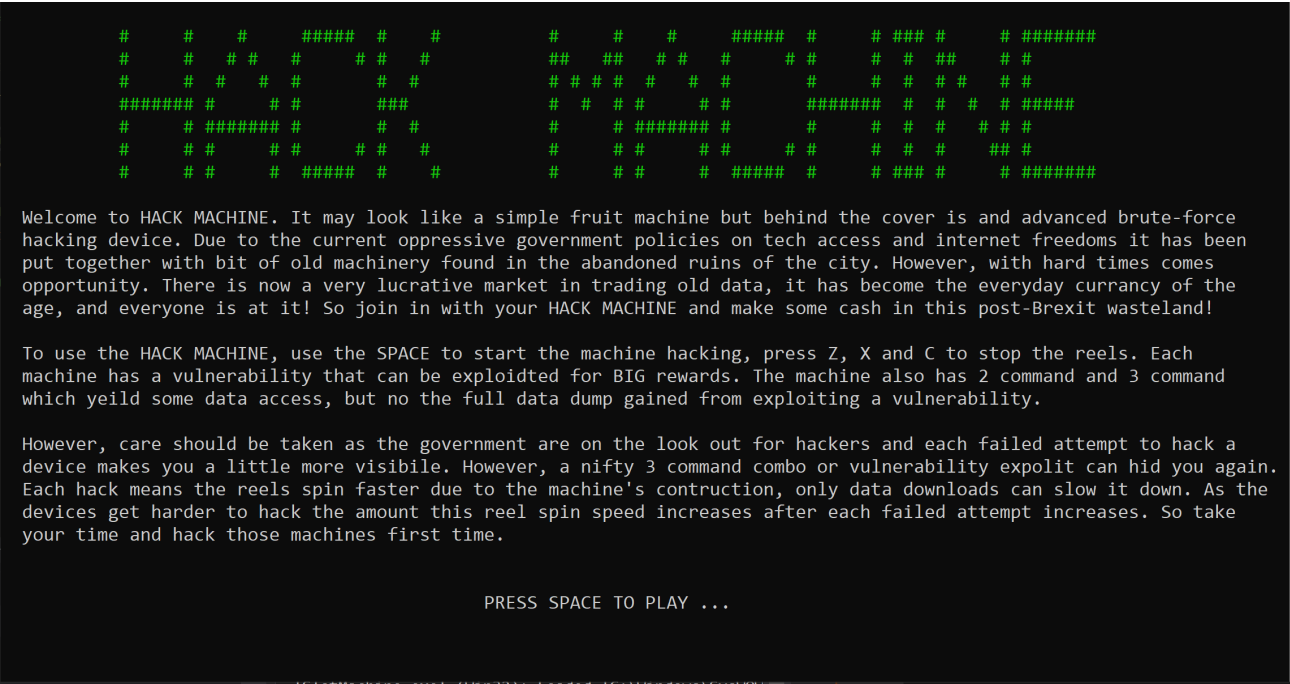 HACK MACHINE
Welcome to HACK MACHINE. It may look like a simple fruit machine but behind the cover is and advanced brute-force
hacking device. Due to the current oppressive government policies on tech access and internet freedoms it has been
put together with bit of old machinery found in the abandoned ruins of the city. However, with hard times comes
opportunity. There is now a very lucrative market in trading old data, it has become the everyday currancy of the
age, and everyone is at it! So join in with your HACK MACHINE and make some cash in this post-Brexit wasteland!
To use the HACK MACHINE, use the SPACE to start the machine hacking, press Z, X and C to stop the reels. Each
machine has a vulnerability that can be exploidted for BIG rewards. The machine also has 2 command and 3 command
which yeild some data access, but no the full data dump gained from exploiting a vulnerability.
However, care should be taken as the government are on the look out for hackers and each failed attempt to hack a
device makes you a little more visibile. However, a nifty 3 command combo or vulnerability expolit can hid you again.
Each hack means the reels spin faster due to the machine's contruction, only data downloads can slow it down. As the
devices get harder to hack the amount this reel spin speed increases after each failed attempt increases. So take
your time and hack those machines first time.
PRESS SPACE TO PLAY ...